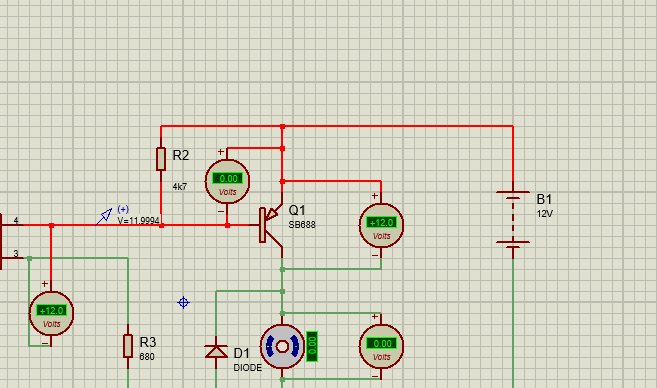 R2
4k7
+
0.00
Volts
−
Q1
SB688
+
+12.0
Volts
−
B1
12V
4
(+)
V=11.9994
3
+
+12.0
Volts
−
R3
680
D1
DIODE
0.00
+
0.00
Volts
−